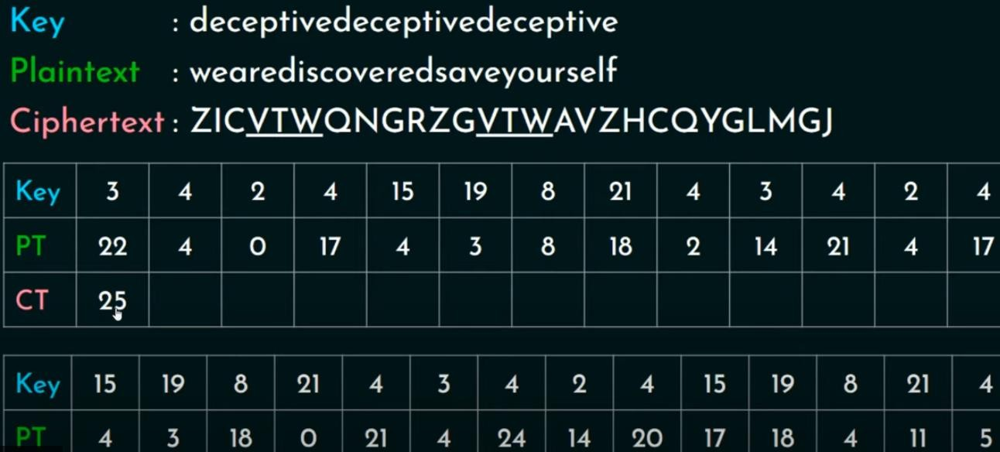 Key : deceptivedeceptivedeceptive
Plaintext : wearediscoveredsaveyourself
Ciphertext : ZICVTWQNGRZGVTWAVZHCQYGLMGJ
Key 3 4 2 4 15 19 8 21 4 3 4 2 4
PT 22 4 0 17 4 3 8 18 2 14 21 4 17
CT 25
Key 15 19 8 21 4 3 4 2 4 15 19 8 21 4
PT 4 3 18 0 21 4 24 14 20 17 18 4 11 5